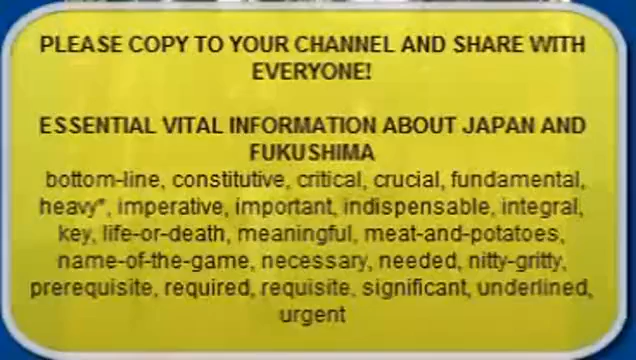 PLEASE COPY TO YOUR CHANNEL AND SHARE WITH
EVERYONE!
ESSENTIAL VITAL INFORMATION ABOUT JAPAN AND
FUKUSHIMA
bottom-line, constitutive, critical, crucial, fundamental,
heavy*, imperative, important, indispensable, integral,
key, life-or-death, meaningful, meat-and-potatoes,
name-of-the-game, necessary, needed, nitty-gritty,
prerequisite, required, requisite, significant, underlined,
urgent